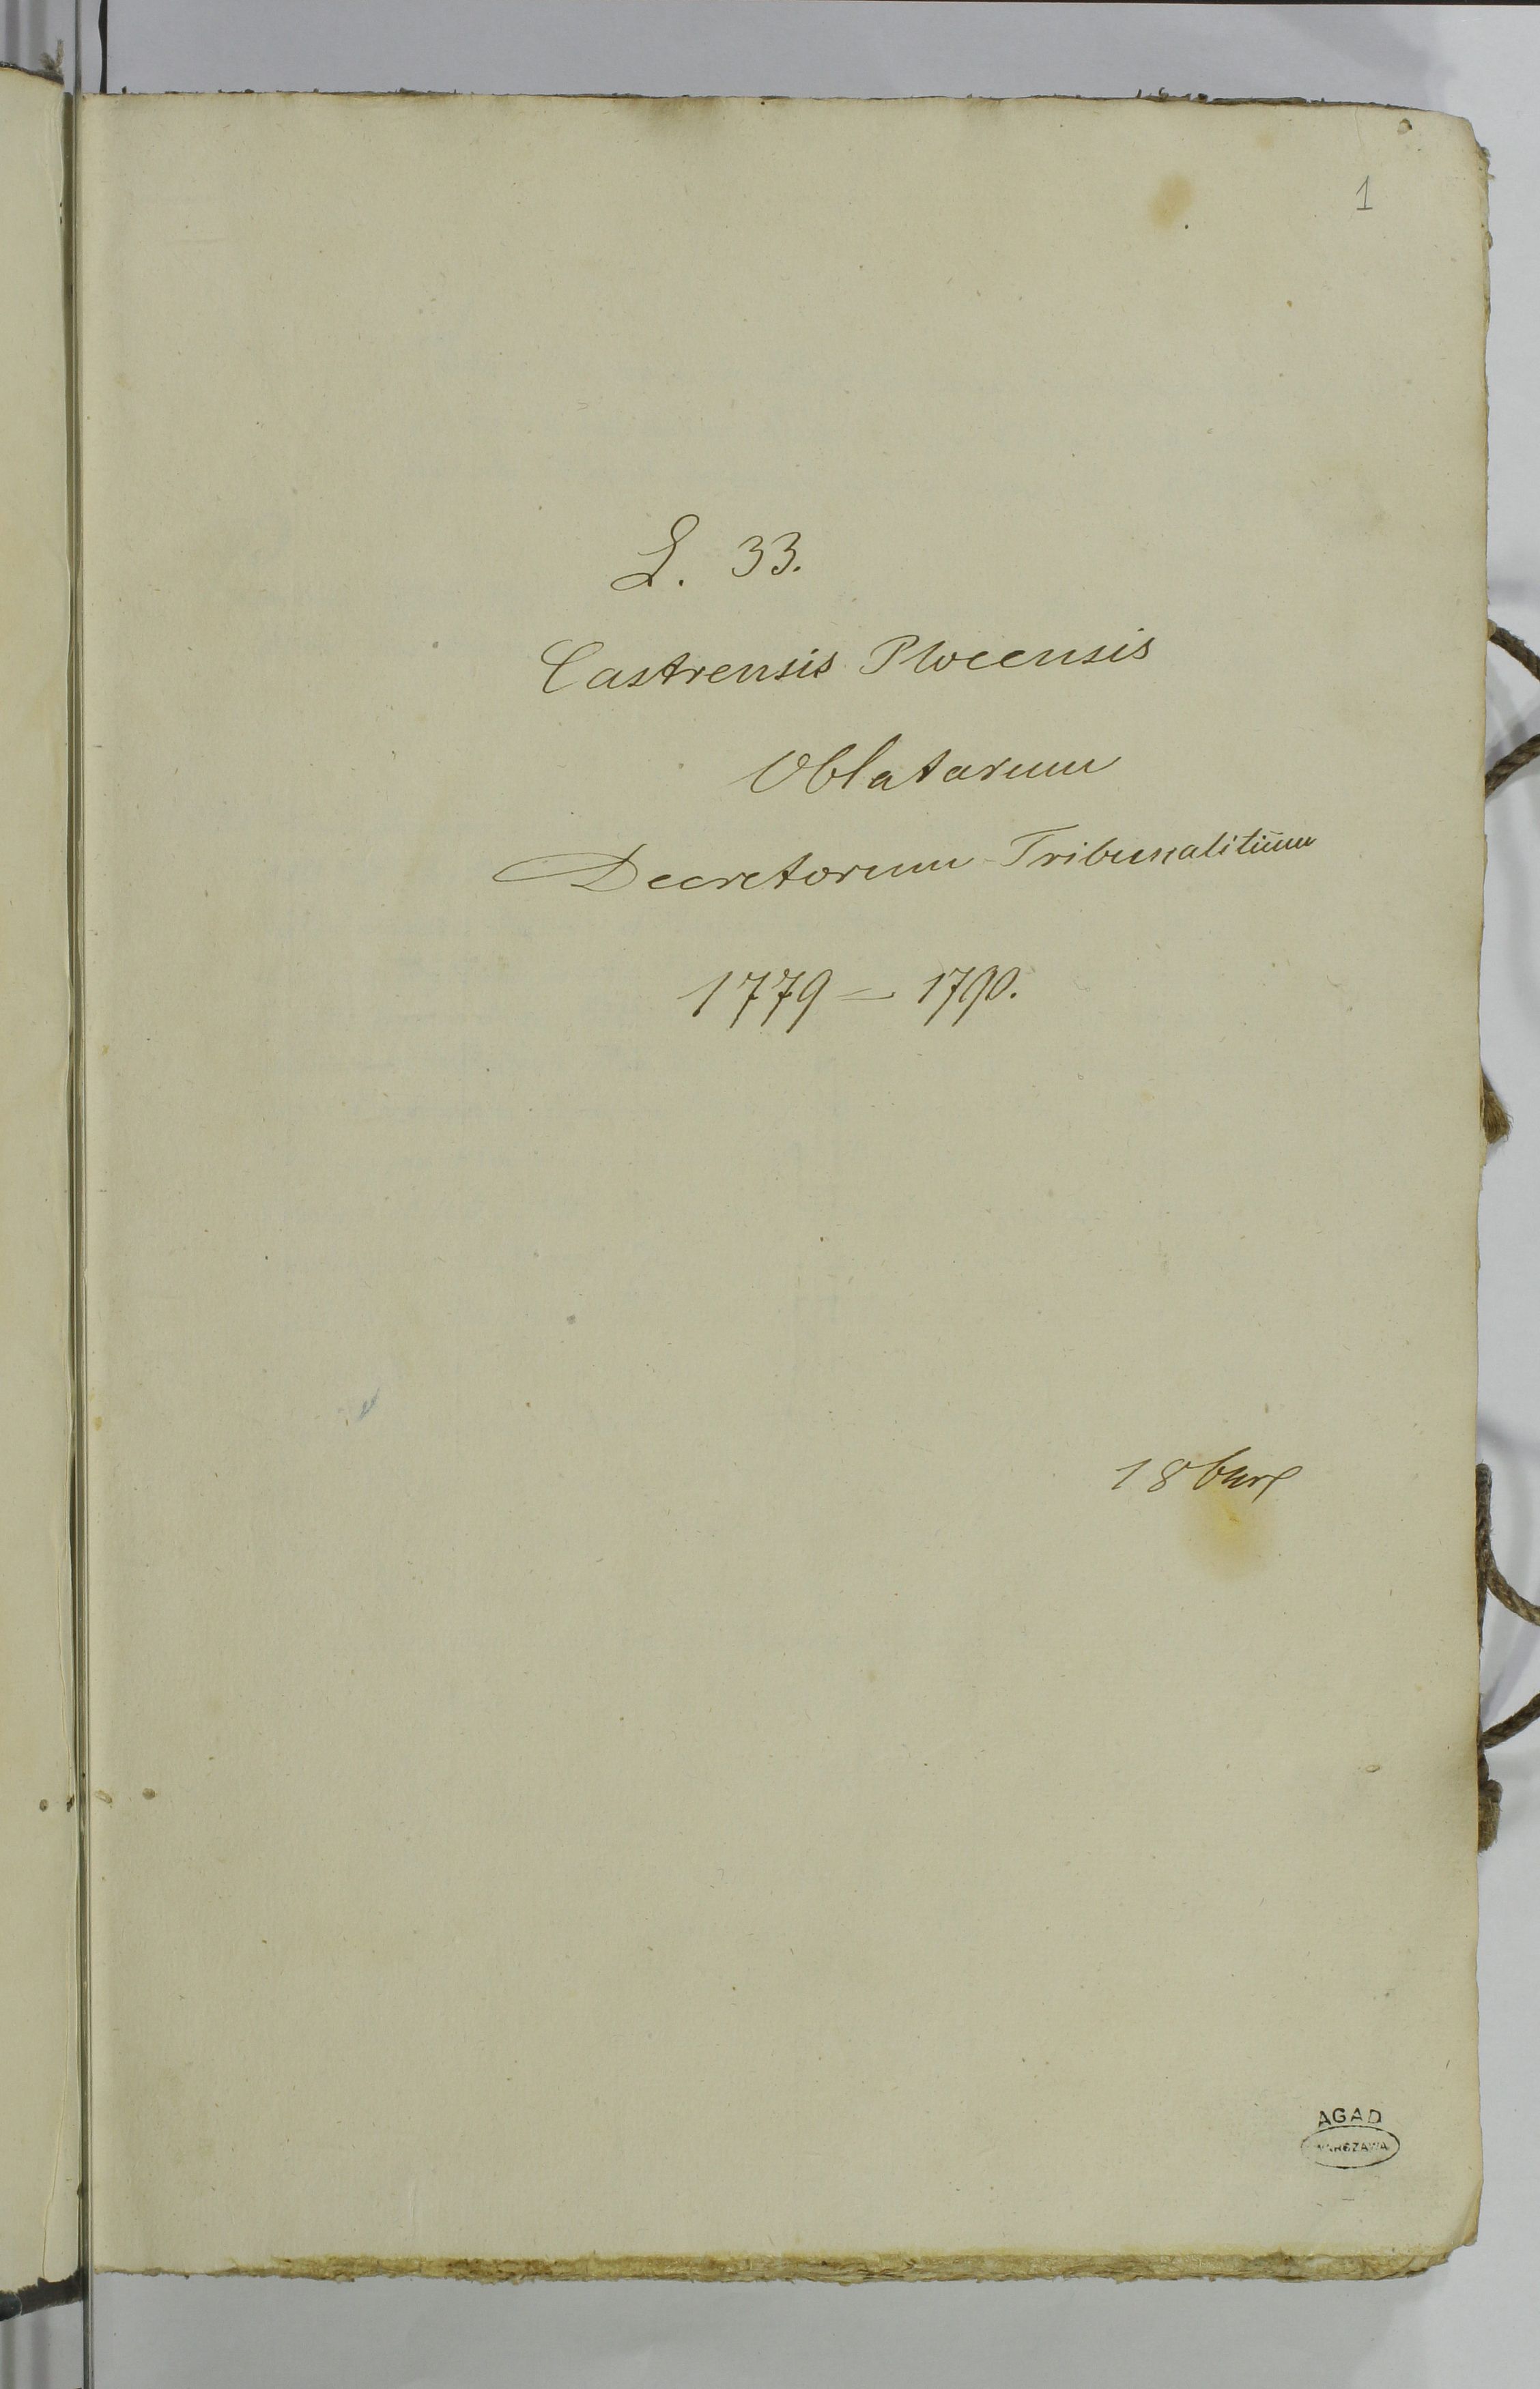 1
L. 33.
Castrensis Plocensis
Oblatarum
Decretorum Tribunalitium
1779 — 1790.
18
AGAD
WARSZAWA